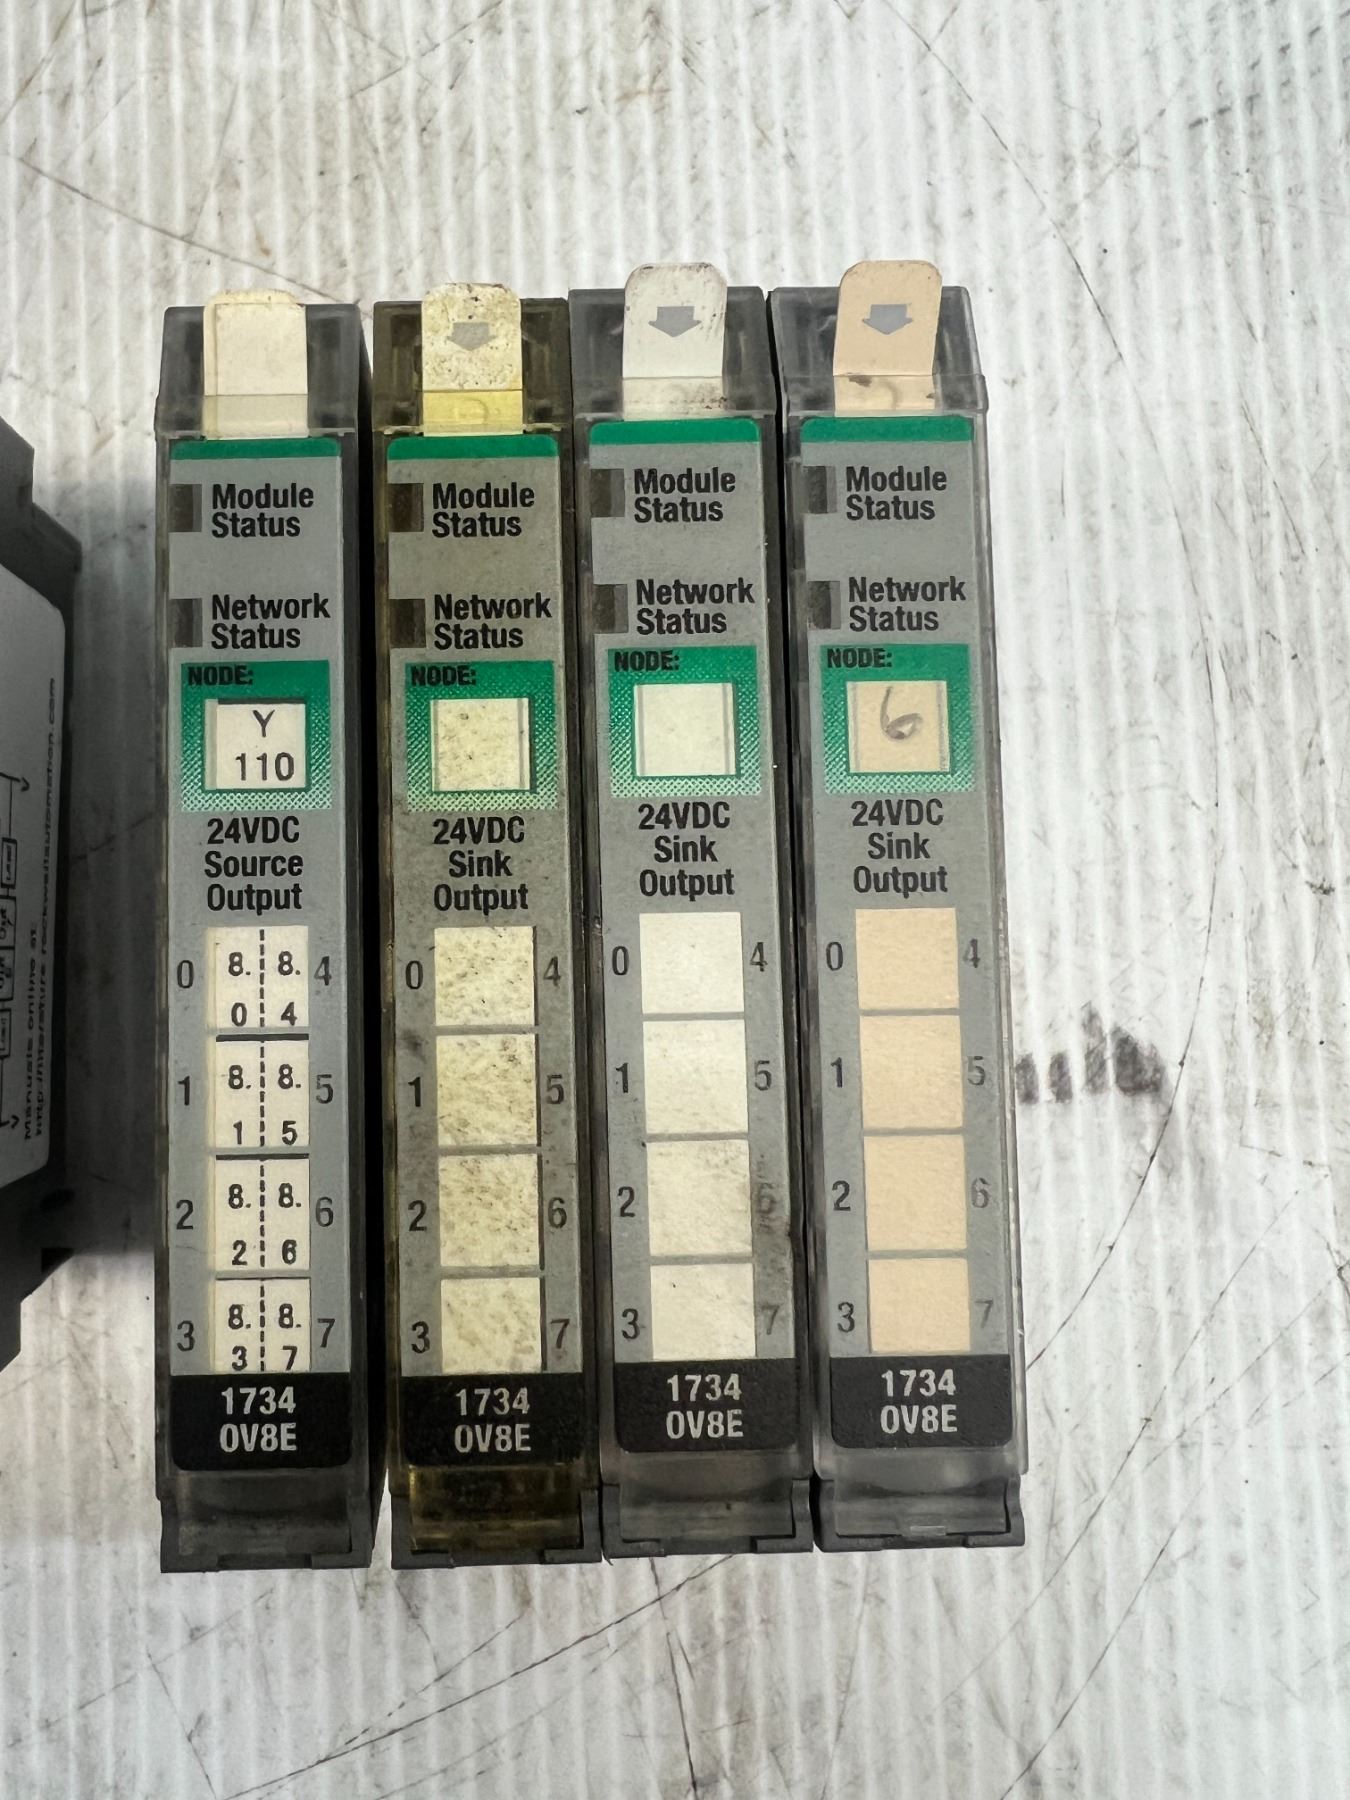 Module
Status
Network
Status
NODE:
Y
110
24VDC
Source
Output
0 8. 8. 4
0 4
1 8. 8. 5
1 5
2 8. 8. 6
2 6
3 8. 8. 7
3 7
1734
OV8E
Module
Status
Network
Status
NODE:
24VDC
Sink
Output
0 4
1 5
2 6
3 7
1734
OV8E
Module
Status
Network
Status
NODE:
24VDC
Sink
Output
0 4
1 5
2 6
3 7
1734
OV8E
Module
Status
Network
Status
NODE:
6
24VDC
Sink
Output
0 4
1 5
2 6
3 7
1734
OV8E
Manuals online at